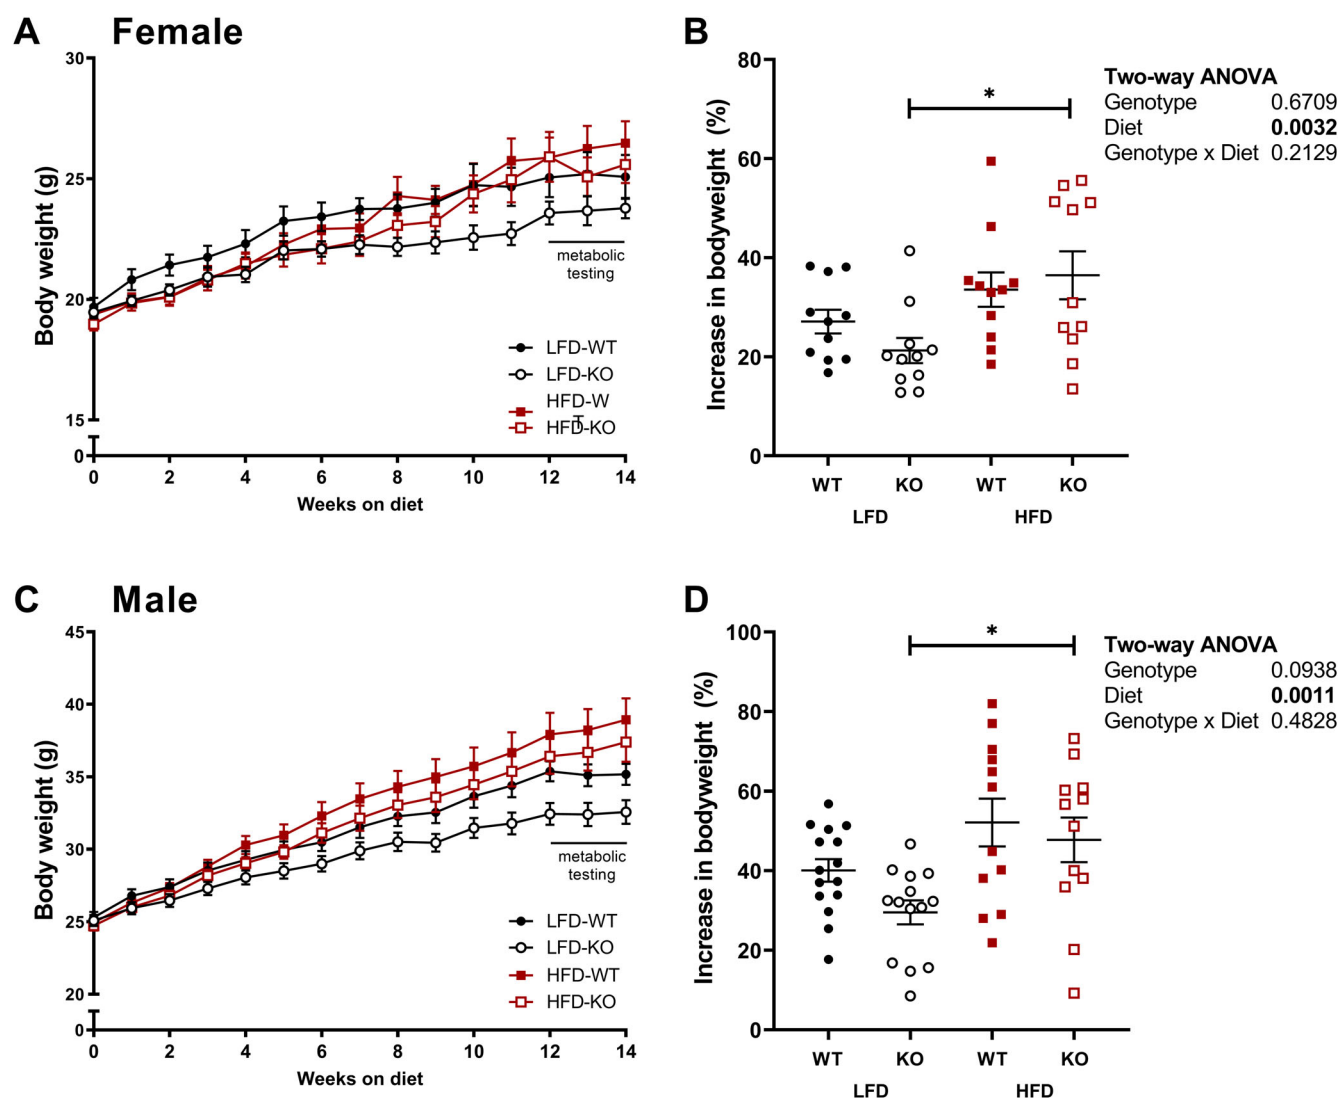 A Female
30
25
20
15
0
Body weight (g)
metabolic
testing
LFD-WT
LFD-KO
HFD-W
T
HFD-KO
0 2 4 6 8 10 12 14
Weeks on diet
B
80
60
40
20
0
Increase in bodyweight (%)
*
Two-way ANOVA
Genotype 0.6709
Diet 0.0032
Genotype x Diet 0.2129
WT KO WT KO
LFD HFD
C Male
45
40
35
30
25
20
0
Body weight (g)
metabolic
testing
LFD-WT
LFD-KO
HFD-WT
HFD-KO
0 2 4 6 8 10 12 14
Weeks on diet
D
100
80
60
40
20
0
Increase in bodyweight (%)
*
Two-way ANOVA
Genotype 0.0938
Diet 0.0011
Genotype x Diet 0.4828
WT KO WT KO
LFD HFD